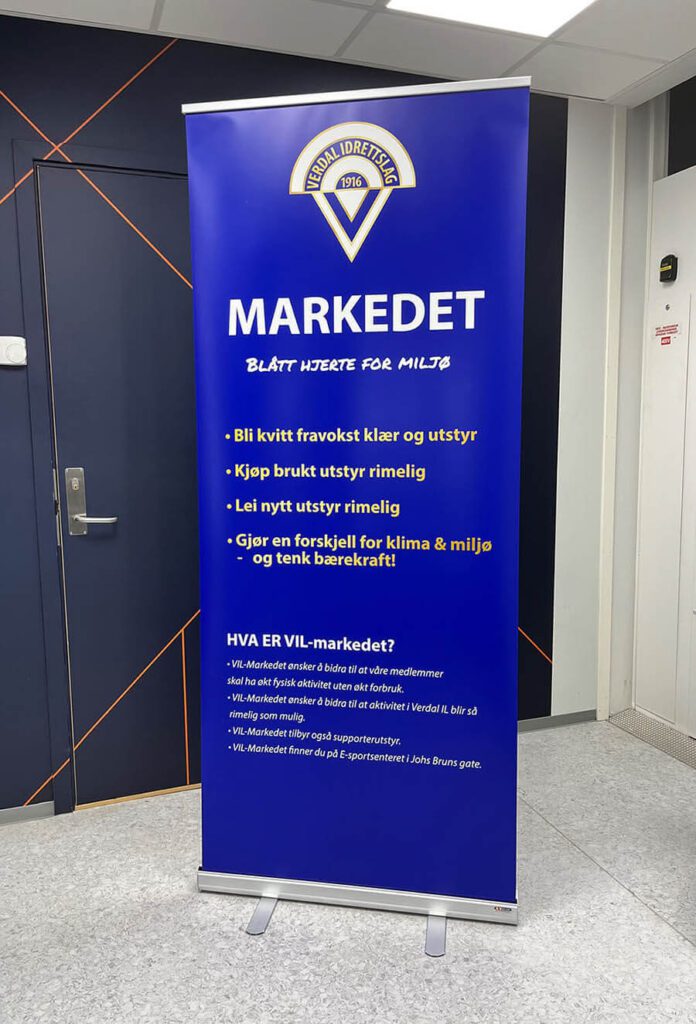 VERDAL IDRETTSLAG
1916
MARKEDET
BLÅTT HJERTE FOR MILJØ
• Bli kvitt fravokst klær og utstyr
• Kjøp brukt utstyr rimelig
• Lei nytt utstyr rimelig
• Gjør en forskjell for klima & miljø
- og tenk bærekraft!
HVA ER VIL-markedet?
• VIL-Markedet ønsker å bidra til at våre medlemmer
skal ha økt fysisk aktivitet uten økt forbruk.
• VIL-Markedet ønsker å bidra til at aktivitet i Verdal IL blir så
rimelig som mulig.
• VIL-Markedet tilbyr også supporterutstyr.
• VIL-Markedet finner du på E-sportsenteret i Johs Bruns gate.